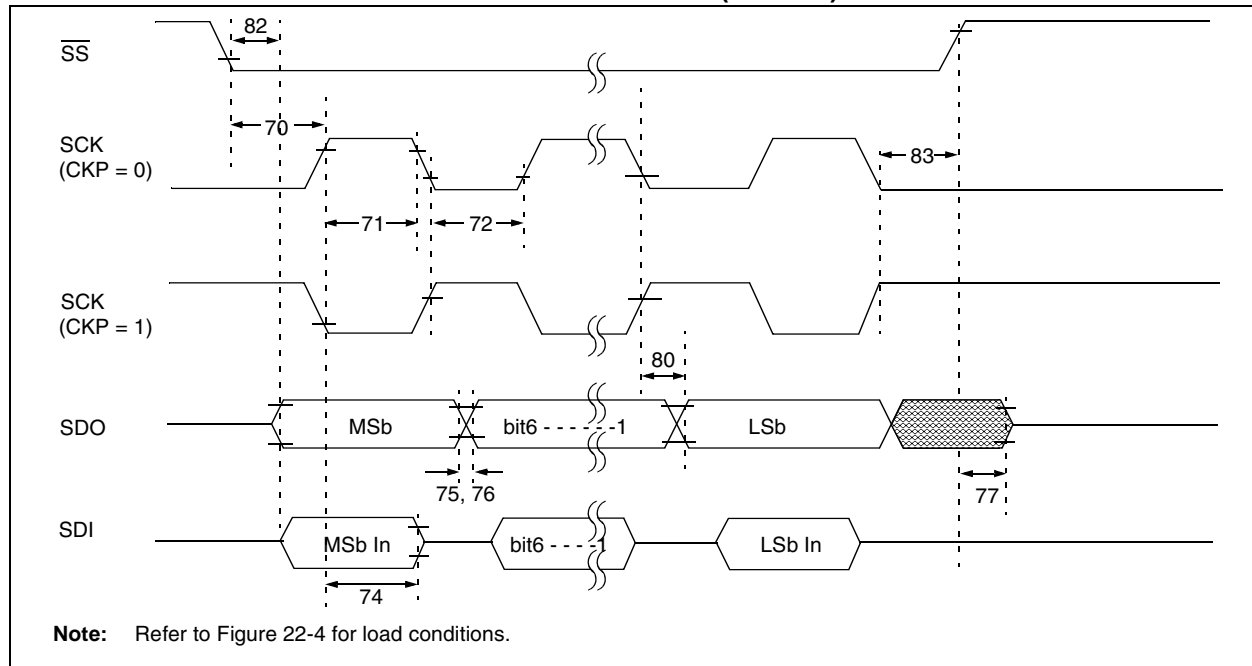 82
SS
70
SCK
(CKP = 0)
83
71
72
SCK
(CKP = 1)
80
SDO
MSb
bit6 - - - - - -1
LSb
75, 76
77
SDI
MSb In
bit6 - - - -1
LSb In
74
Note: Refer to Figure 22-4 for load conditions.